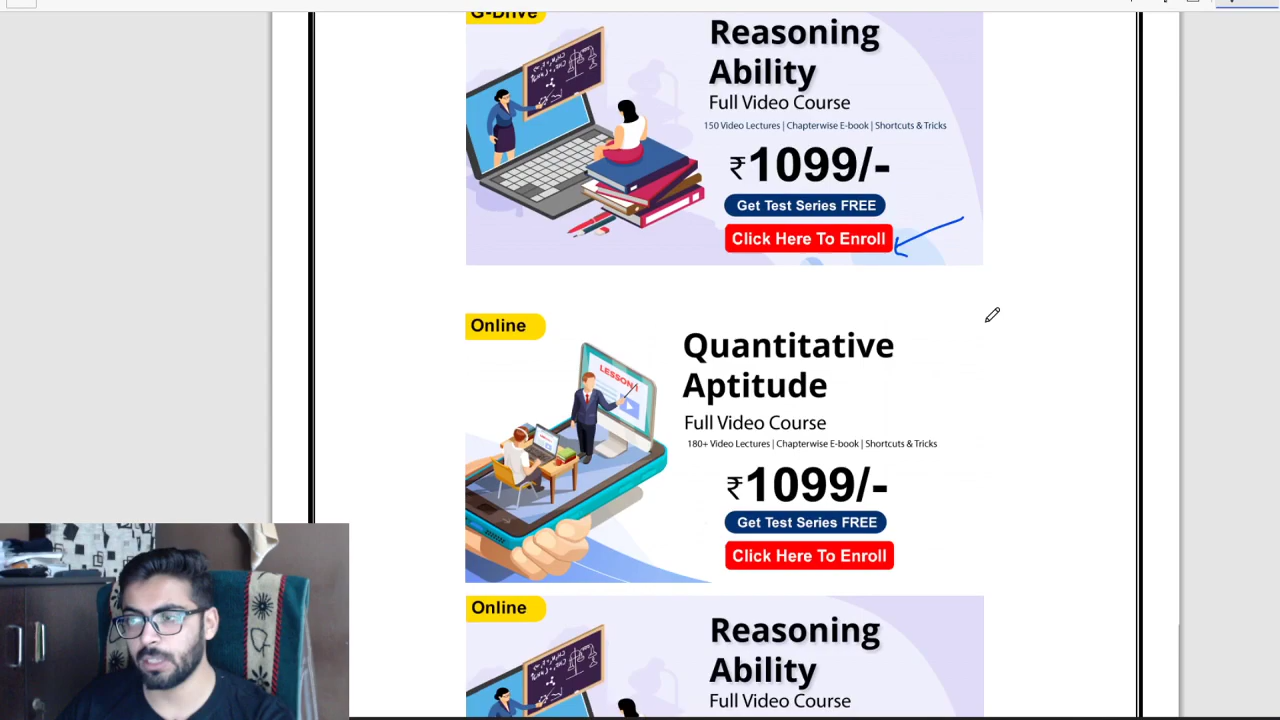 G-Drive
Reasoning
Ability
Full Video Course
150 Video Lectures | Chapterwise E-book | Shortcuts & Tricks
₹1099/-
Get Test Series FREE
Click Here To Enroll
Online
LESSON 1
Quantitative
Aptitude
Full Video Course
180+ Video Lectures | Chapterwise E-book | Shortcuts & Tricks
₹1099/-
Get Test Series FREE
Click Here To Enroll
Online
Reasoning
Ability
Full Video Course